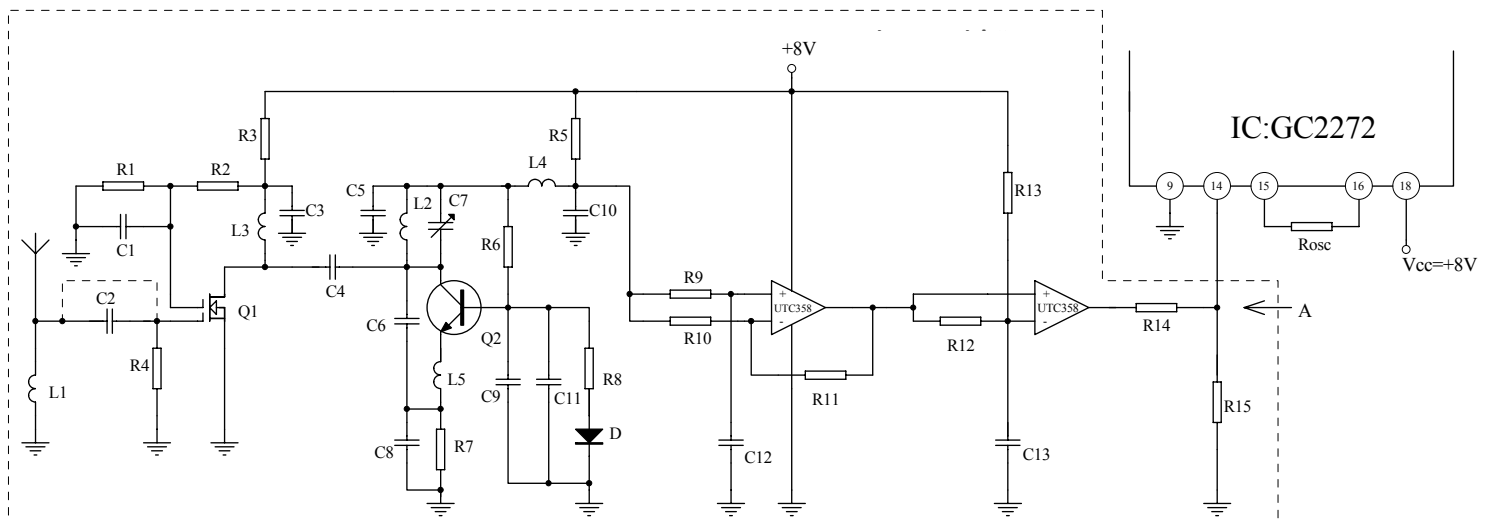 +8V
IC:GC2272
R3
R5
L4
R1
R2
C5
L2
C7
R13
9
14
15
16
18
C3
C10
L3
C1
R6
Rosc
Vcc=+8V
C2
C4
R9
+
UTC358
-
+
UTC358
-
Q1
C6
Q2
R10
R12
R14
A
R4
L1
L5
C9
C11
R8
R11
R15
C8
R7
D
C12
C13